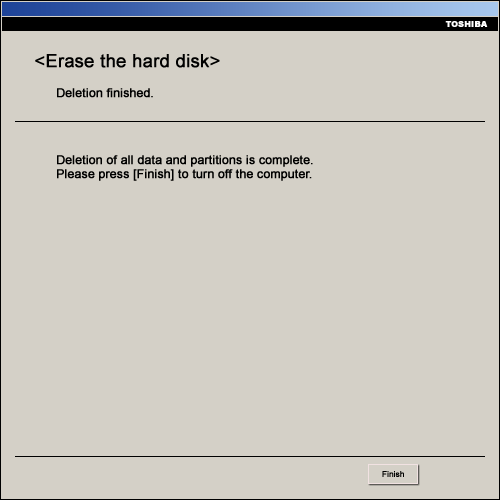 TOSHIBA
<Erase the hard disk>
Deletion finished.
Deletion of all data and partitions is complete.
Please press [Finish] to turn off the computer.
Finish